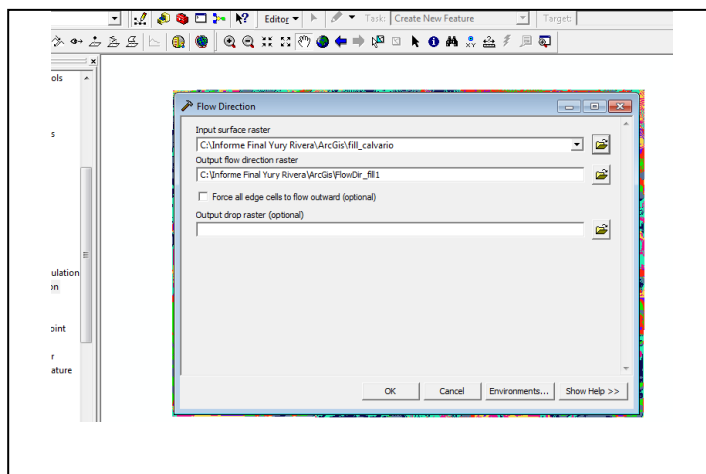 Editor
Task: Create New Feature
Target:
ols
s
ulation
on
oint
r
ature
Flow Direction
Input surface raster
C:\Informe Final Yury Rivera\ArcGis\fill_calvario
Output flow direction raster
C:\Informe Final Yury Rivera\ArcGis\FlowDir_fill1
Force all edge cells to flow outward (optional)
Output drop raster (optional)
OK
Cancel
Environments...
Show Help >>